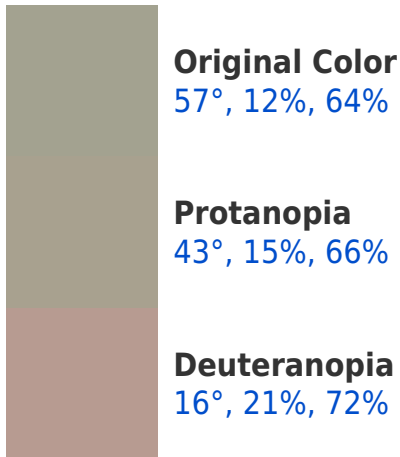 Original Color
57°, 12%, 64%
Protanopia
43°, 15%, 66%
Deuteranopia
16°, 21%, 72%